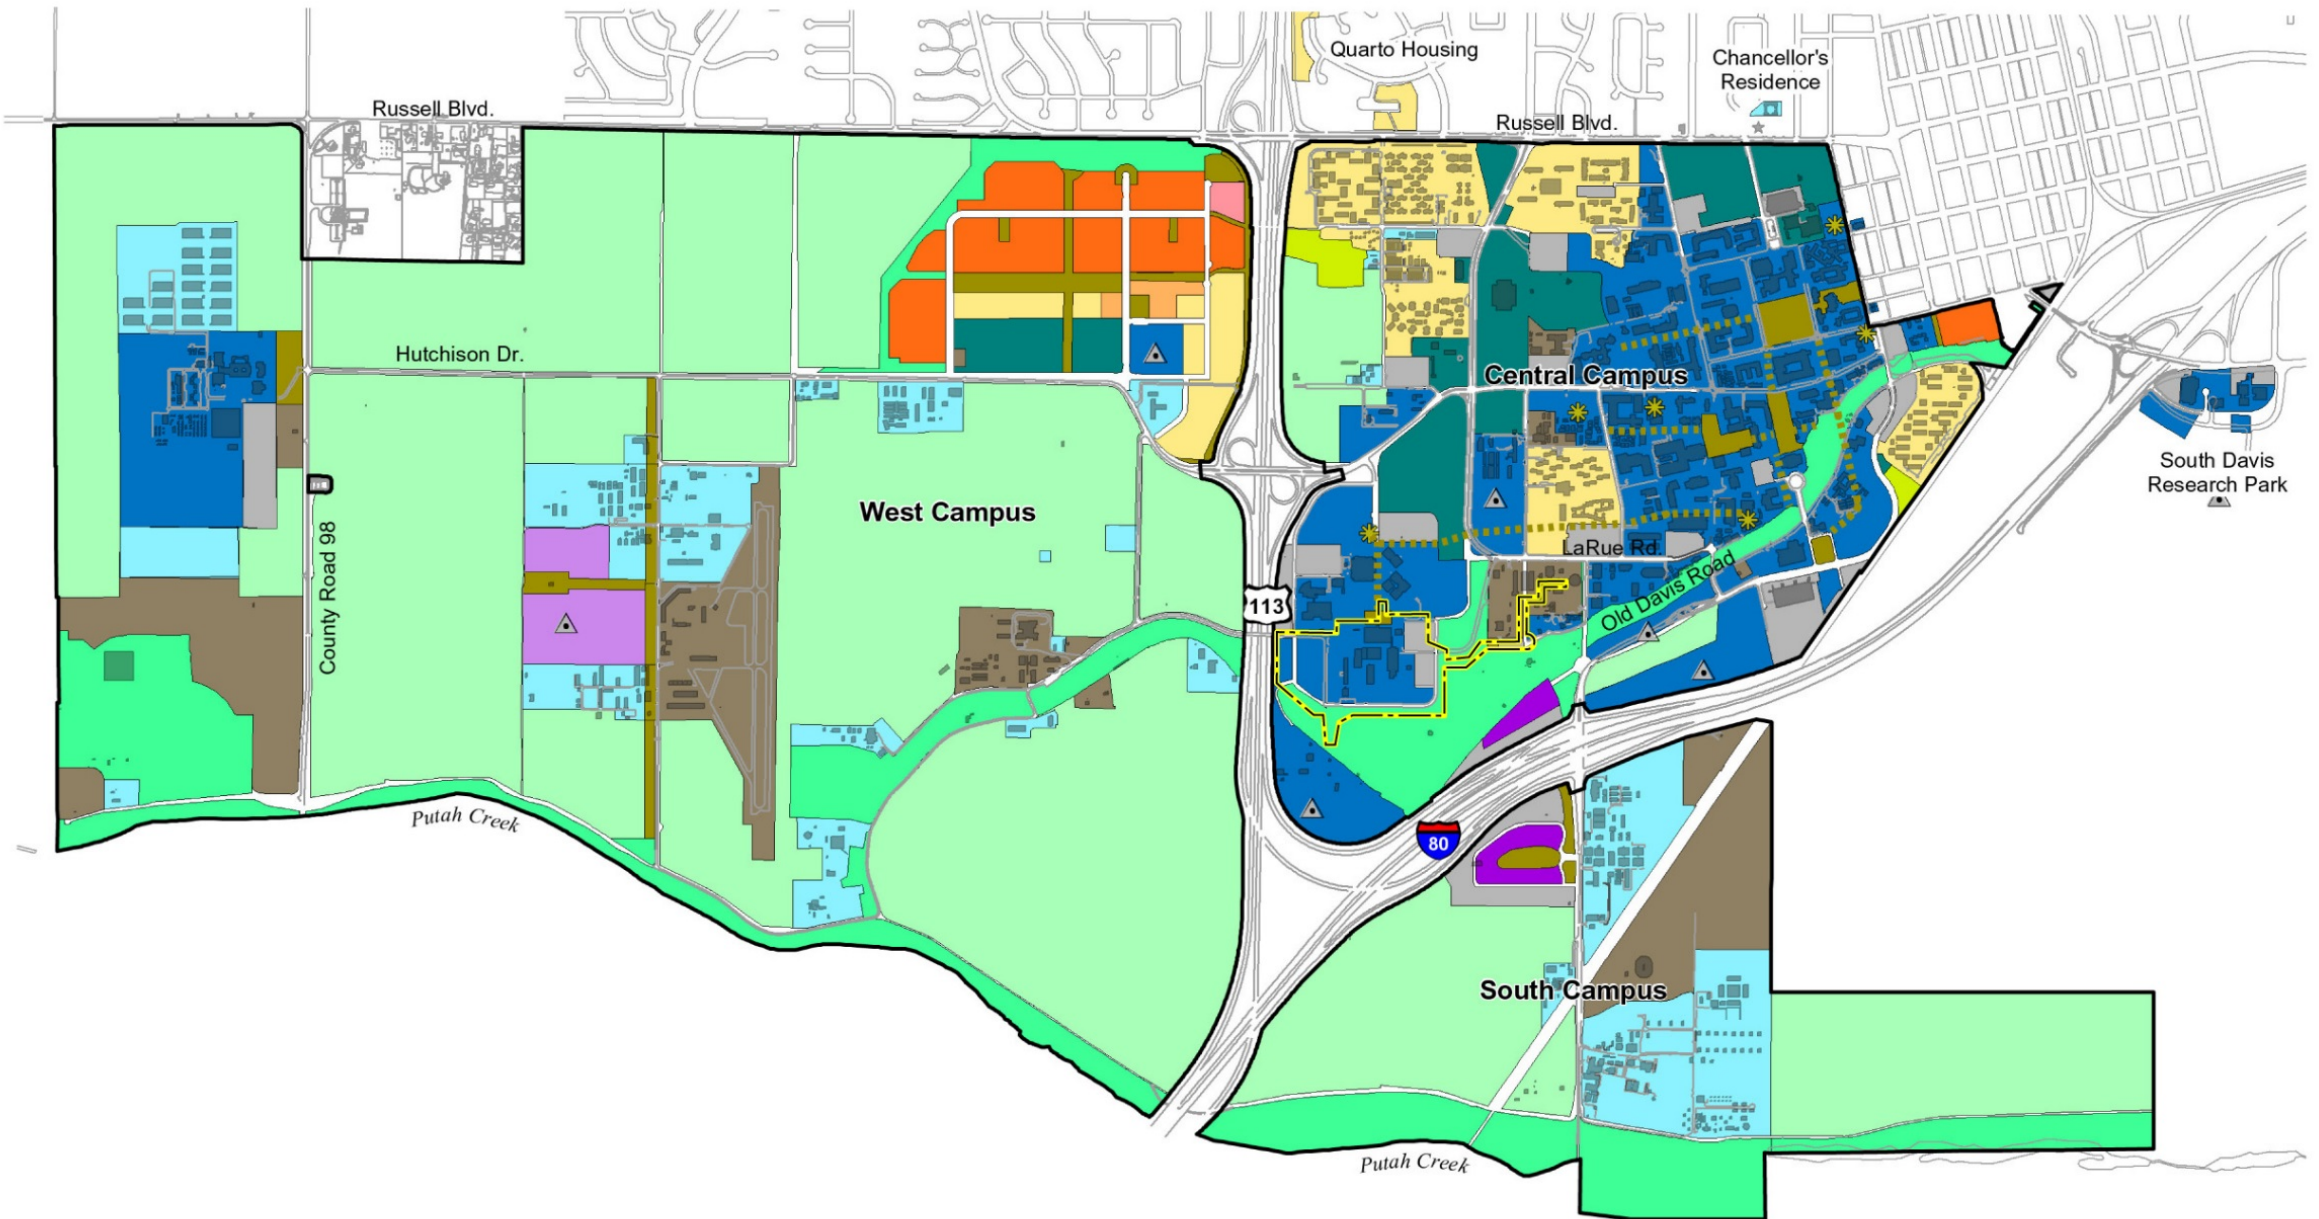 Quarto Housing
Chancellor's
Residence
Russell Blvd.
Russell Blvd.
Hutchison Dr.
Central Campus
South Davis
Research Park
West Campus
County Road 98
LaRue Rd.
Old Davis Road
113
Putah Creek
80
South Campus
Putah Creek